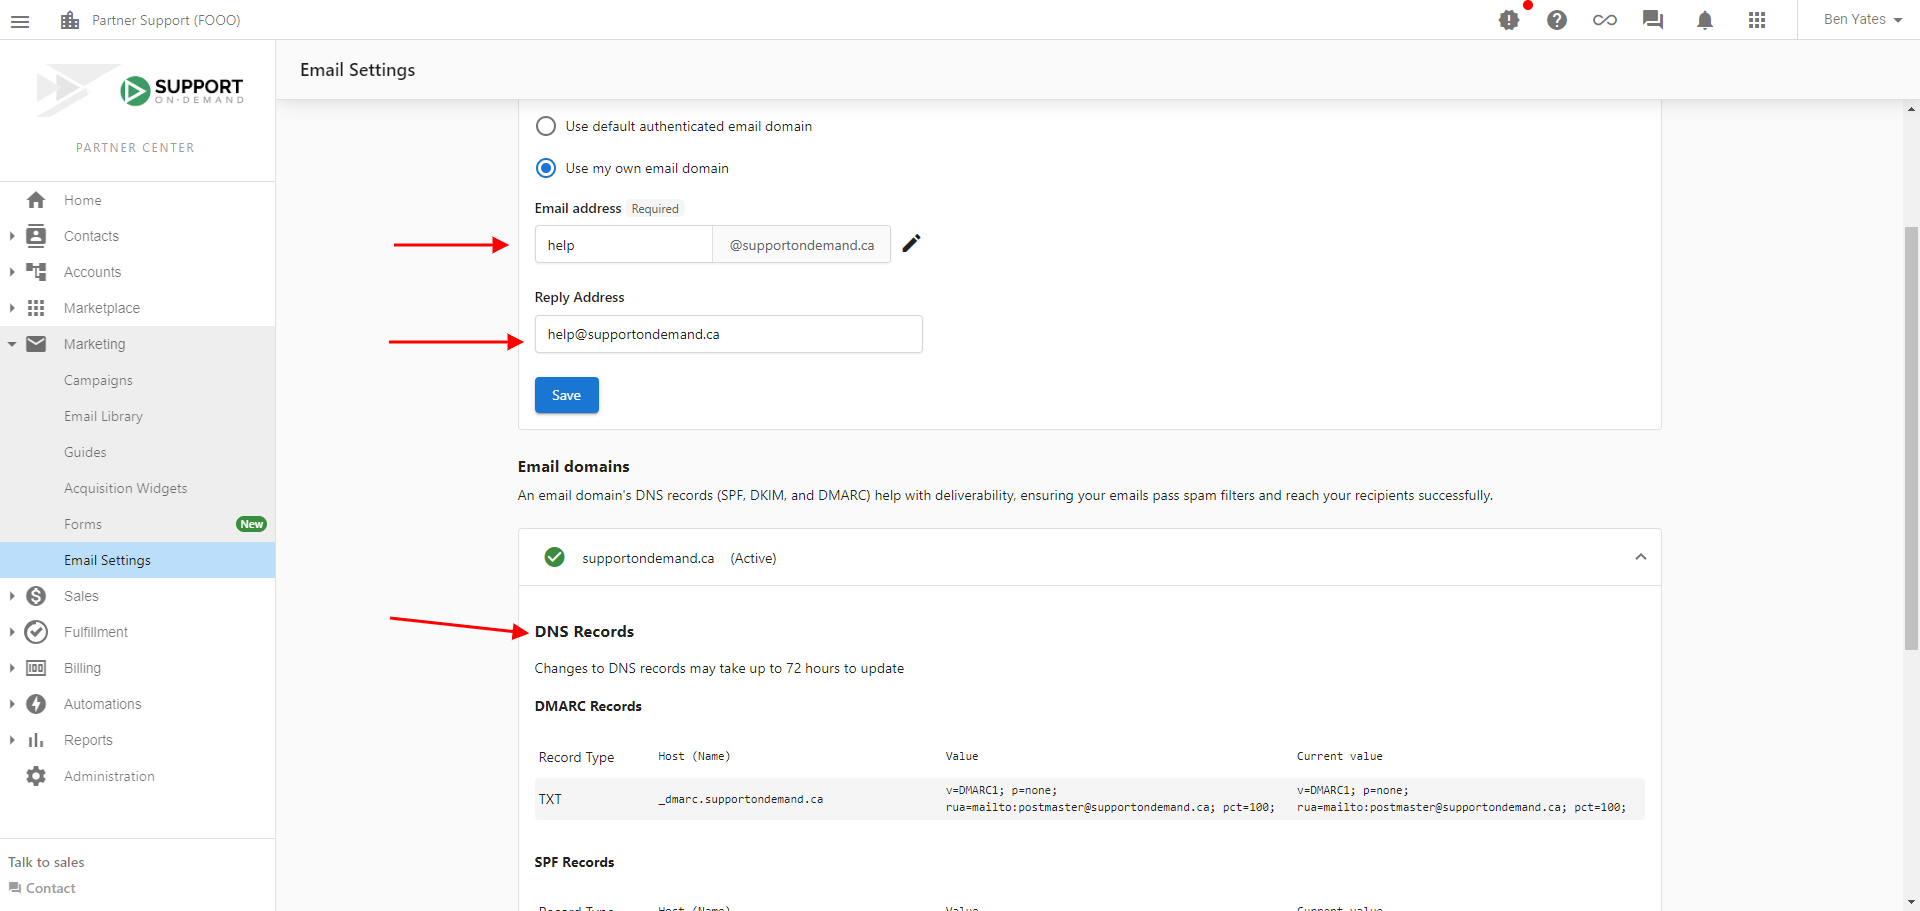 Partner Support (FOOO)
Ben Yates
SUPPORT
ON-DEMAND
PARTNER CENTER
Home
Contacts
Accounts
Marketplace
Marketing
Campaigns
Email Library
Guides
Acquisition Widgets
Forms New
Email Settings
Sales
Fulfillment
Billing
Automations
Reports
Administration
Talk to sales
Contact
Email Settings
Use default authenticated email domain
Use my own email domain
Email address Required
help @supportondemand.ca
Reply Address
help@supportondemand.ca
Save
Email domains
An email domain's DNS records (SPF, DKIM, and DMARC) help with deliverability, ensuring your emails pass spam filters and reach your recipients successfully.
supportondemand.ca (Active)
DNS Records
Changes to DNS records may take up to 72 hours to update
DMARC Records
Record Type Host (Name) Value Current value
TXT _dmarc.supportondemand.ca v=DMARC1; p=none; rua=mailto:postmaster@supportondemand.ca; pct=100; v=DMARC1; p=none; rua=mailto:postmaster@supportondemand.ca; pct=100;
SPF Records
Record Type Host (Name) Value Current value